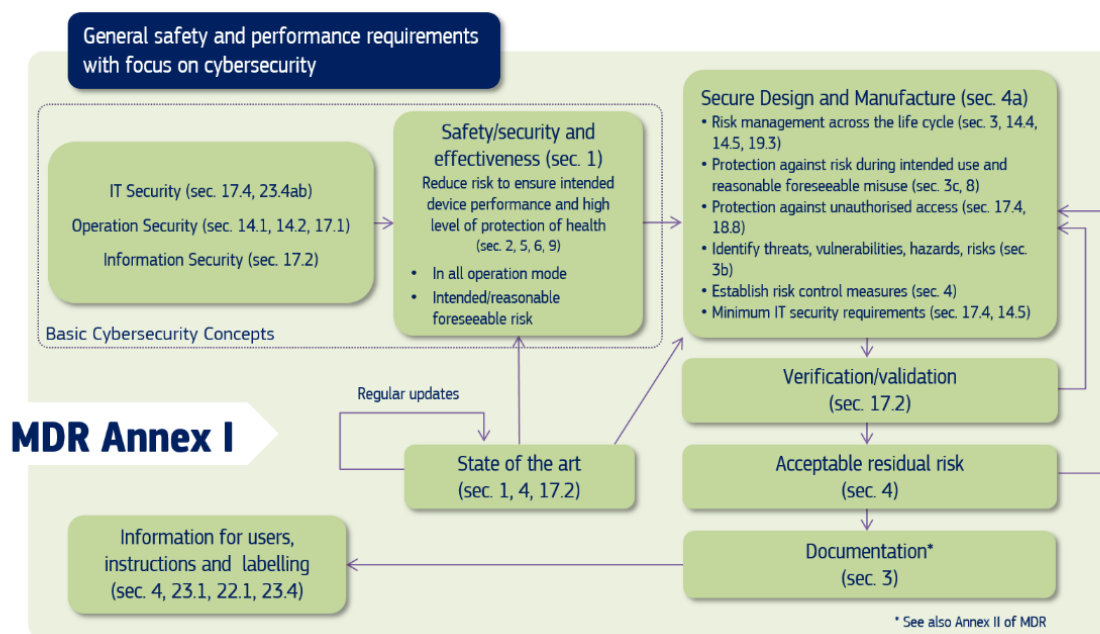 General safety and performance requirements
with focus on cybersecurity
IT Security (sec. 17.4, 23.4ab)
Operation Security (sec. 14.1, 14.2, 17.1)
Information Security (sec. 17.2)
Basic Cybersecurity Concepts
Safety/security and
effectiveness (sec. 1)
Reduce risk to ensure intended
device performance and high
level of protection of health
(sec. 2, 5, 6, 9)
• In all operation mode
• Intended/reasonable
foreseeable risk
Secure Design and Manufacture (sec. 4a)
• Risk management across the life cycle (sec. 3, 14.4,
14.5, 19.3)
• Protection against risk during intended use and
reasonable foreseeable misuse (sec. 3c, 8)
• Protection against unauthorised access (sec. 17.4,
18.8)
• Identify threats, vulnerabilities, hazards, risks (sec.
3b)
• Establish risk control measures (sec. 4)
• Minimum IT security requirements (sec. 17.4, 14.5)
Verification/validation
(sec. 17.2)
Regular updates
MDR Annex I
State of the art
(sec. 1, 4, 17.2)
Acceptable residual risk
(sec. 4)
Information for users,
instructions and labelling
(sec. 4, 23.1, 22.1, 23.4)
Documentation*
(sec. 3)
* See also Annex II of MDR